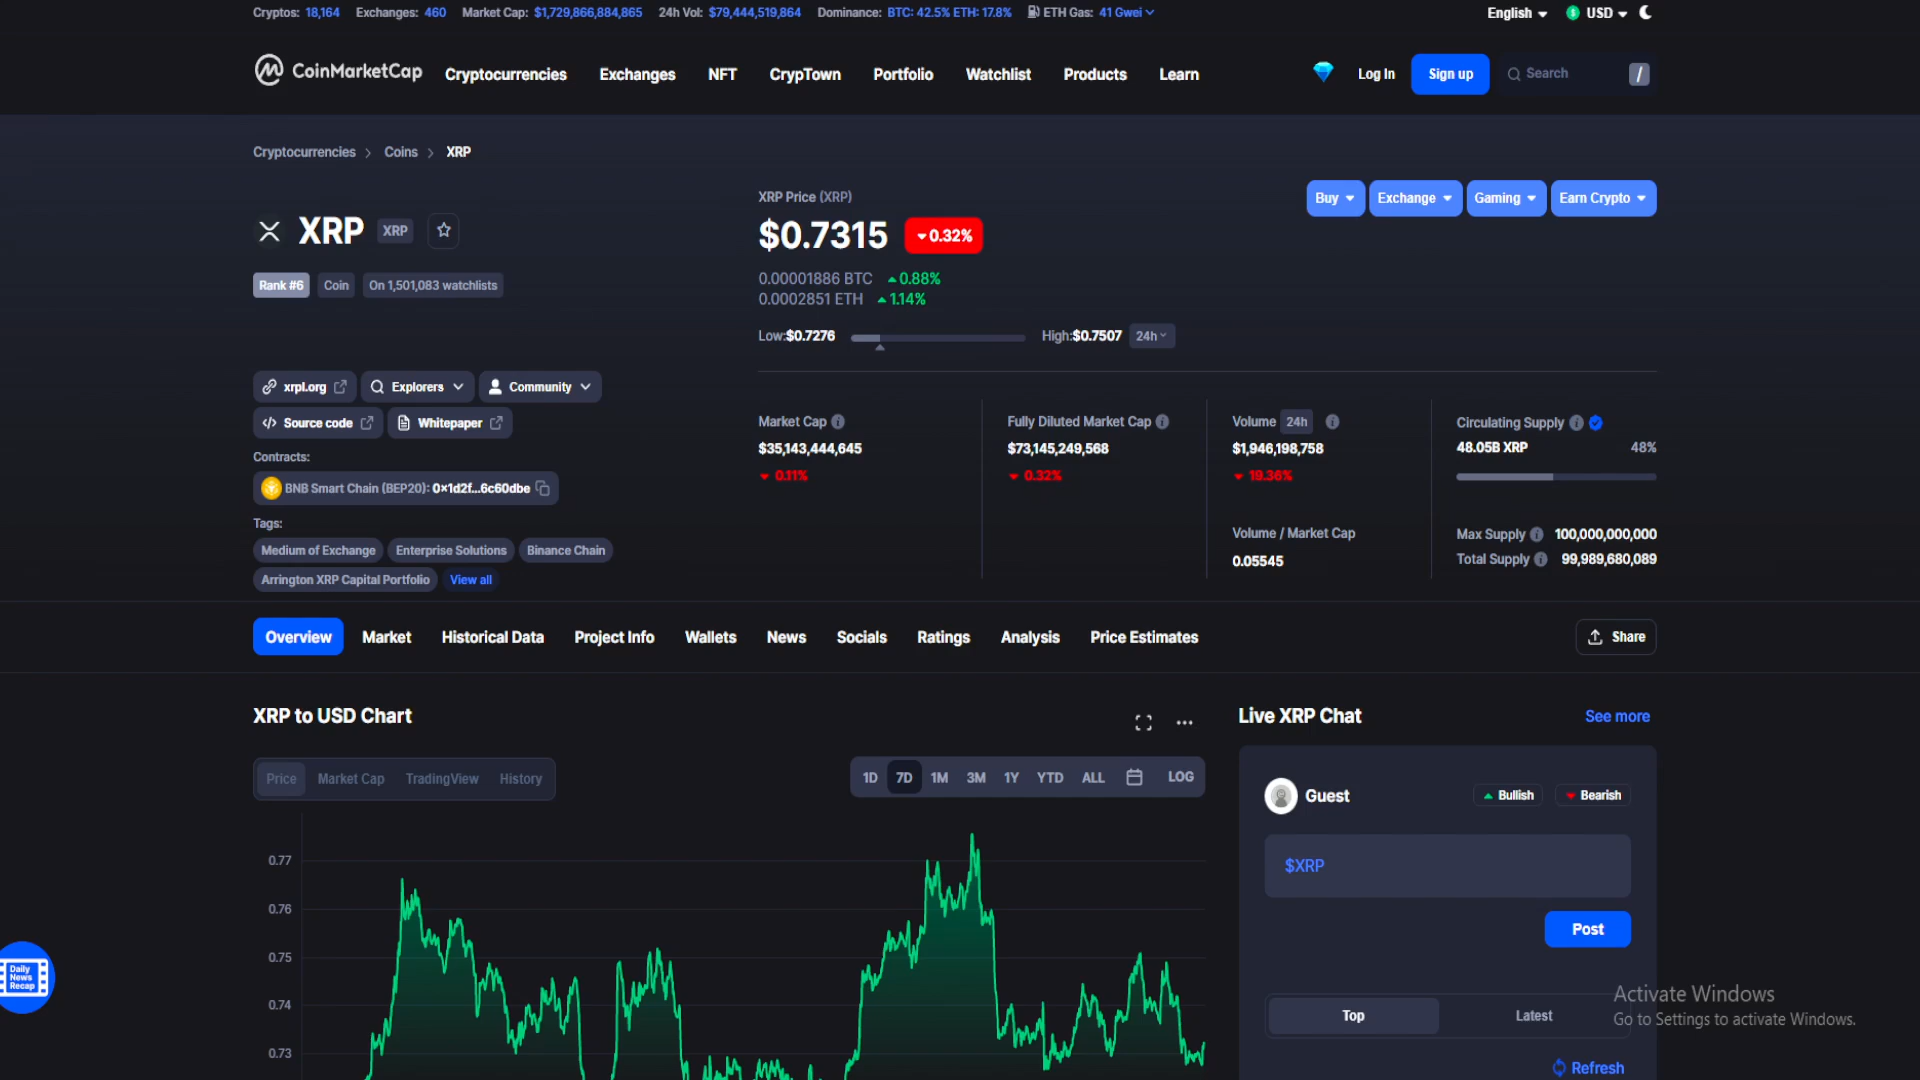 Cryptos: 18,164 Exchanges: 460 Market Cap: $1,729,866,884,865 24h Vol: $79,444,519,864 Dominance: BTC: 42.5% ETH: 17.8% ETH Gas: 41 Gwei
English USD
CoinMarketCap Cryptocurrencies Exchanges NFT CrypTown Portfolio Watchlist Products Learn
Log In Sign up Search /
Cryptocurrencies > Coins > XRP
XRP XRP
Rank #6 Coin On 1,501,083 watchlists
XRP Price (XRP)
$0.7315 0.32%
0.00001886 BTC 0.88%
0.0002851 ETH 1.14%
Low:$0.7276 High:$0.7507 24h
Buy Exchange Gaming Earn Crypto
xrpl.org Explorers Community
Source code Whitepaper
Contracts:
BNB Smart Chain (BEP20): 0x1d2f...6c60dbe
Tags:
Medium of Exchange Enterprise Solutions Binance Chain
Arrington XRP Capital Portfolio View all
Market Cap
$35,143,444,645
0.11%
Fully Diluted Market Cap
$73,145,249,568
0.32%
Volume 24h
$1,946,198,758
19.36%
Volume / Market Cap
0.05545
Circulating Supply
48.05B XRP 48%
Max Supply 100,000,000,000
Total Supply 99,989,680,089
Overview Market Historical Data Project Info Wallets News Socials Ratings Analysis Price Estimates Share
XRP to USD Chart
Price Market Cap TradingView History
1D 7D 1M 3M 1Y YTD ALL LOG
0.77
0.76
0.75
0.74
0.73
Live XRP Chat See more
Guest Bullish Bearish
$XRP
Post
Top Latest
Refresh
Daily
News
Recap
Activate Windows
Go to Settings to activate Windows.